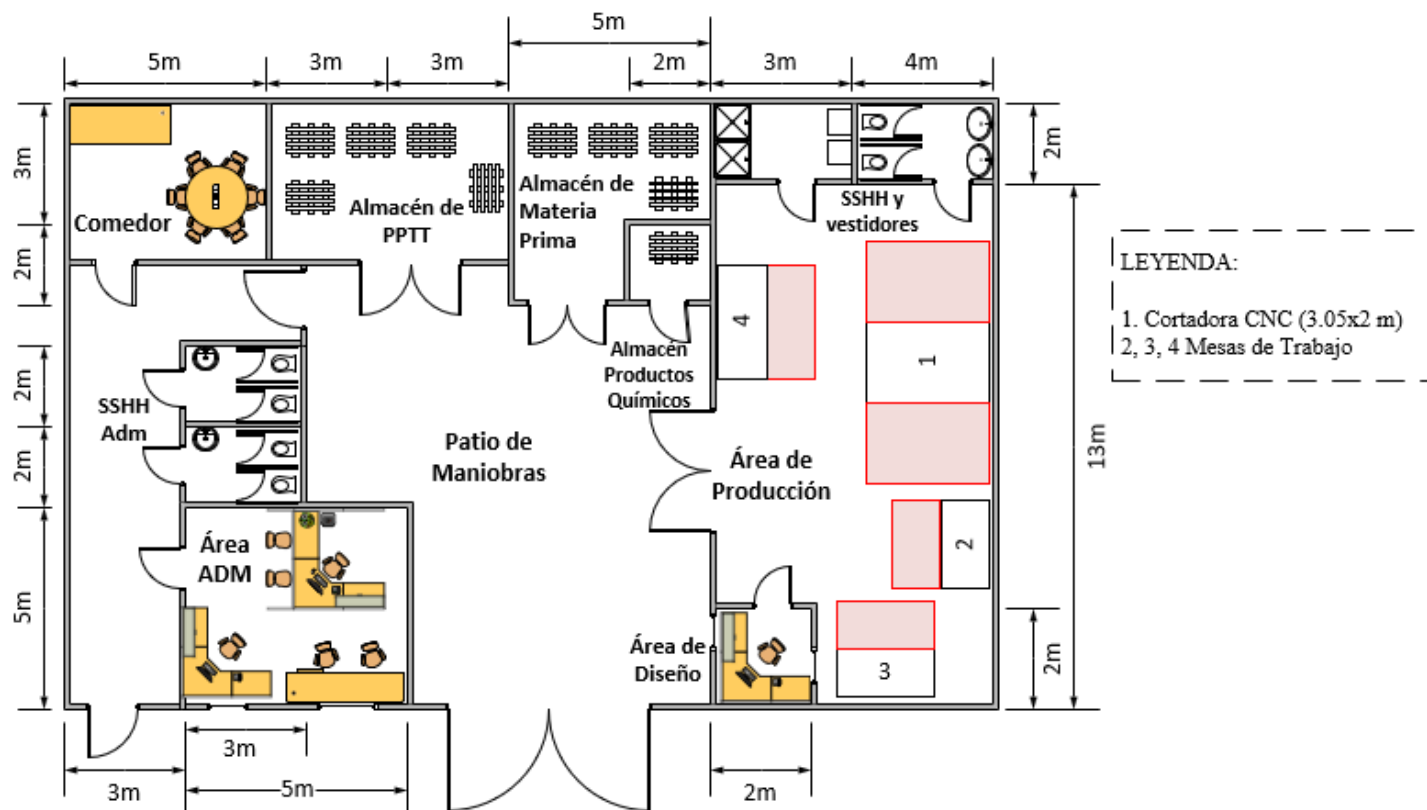 5m
5m
3m
3m
2m
3m
4m
3m
2m
2m
2m
5m
2m
13m
2m
Comedor
Almacén de
PPTT
Almacén de
Materia
Prima
SSHH y
vestidores
Almacén
Productos
Químicos
SSHH
Adm
Patio de
Maniobras
Área de
Producción
Área
ADM
Área de
Diseño
4
1
2
3
LEYENDA:
1. Cortadora CNC (3.05x2 m)
2, 3, 4 Mesas de Trabajo
3m
3m
5m
2m